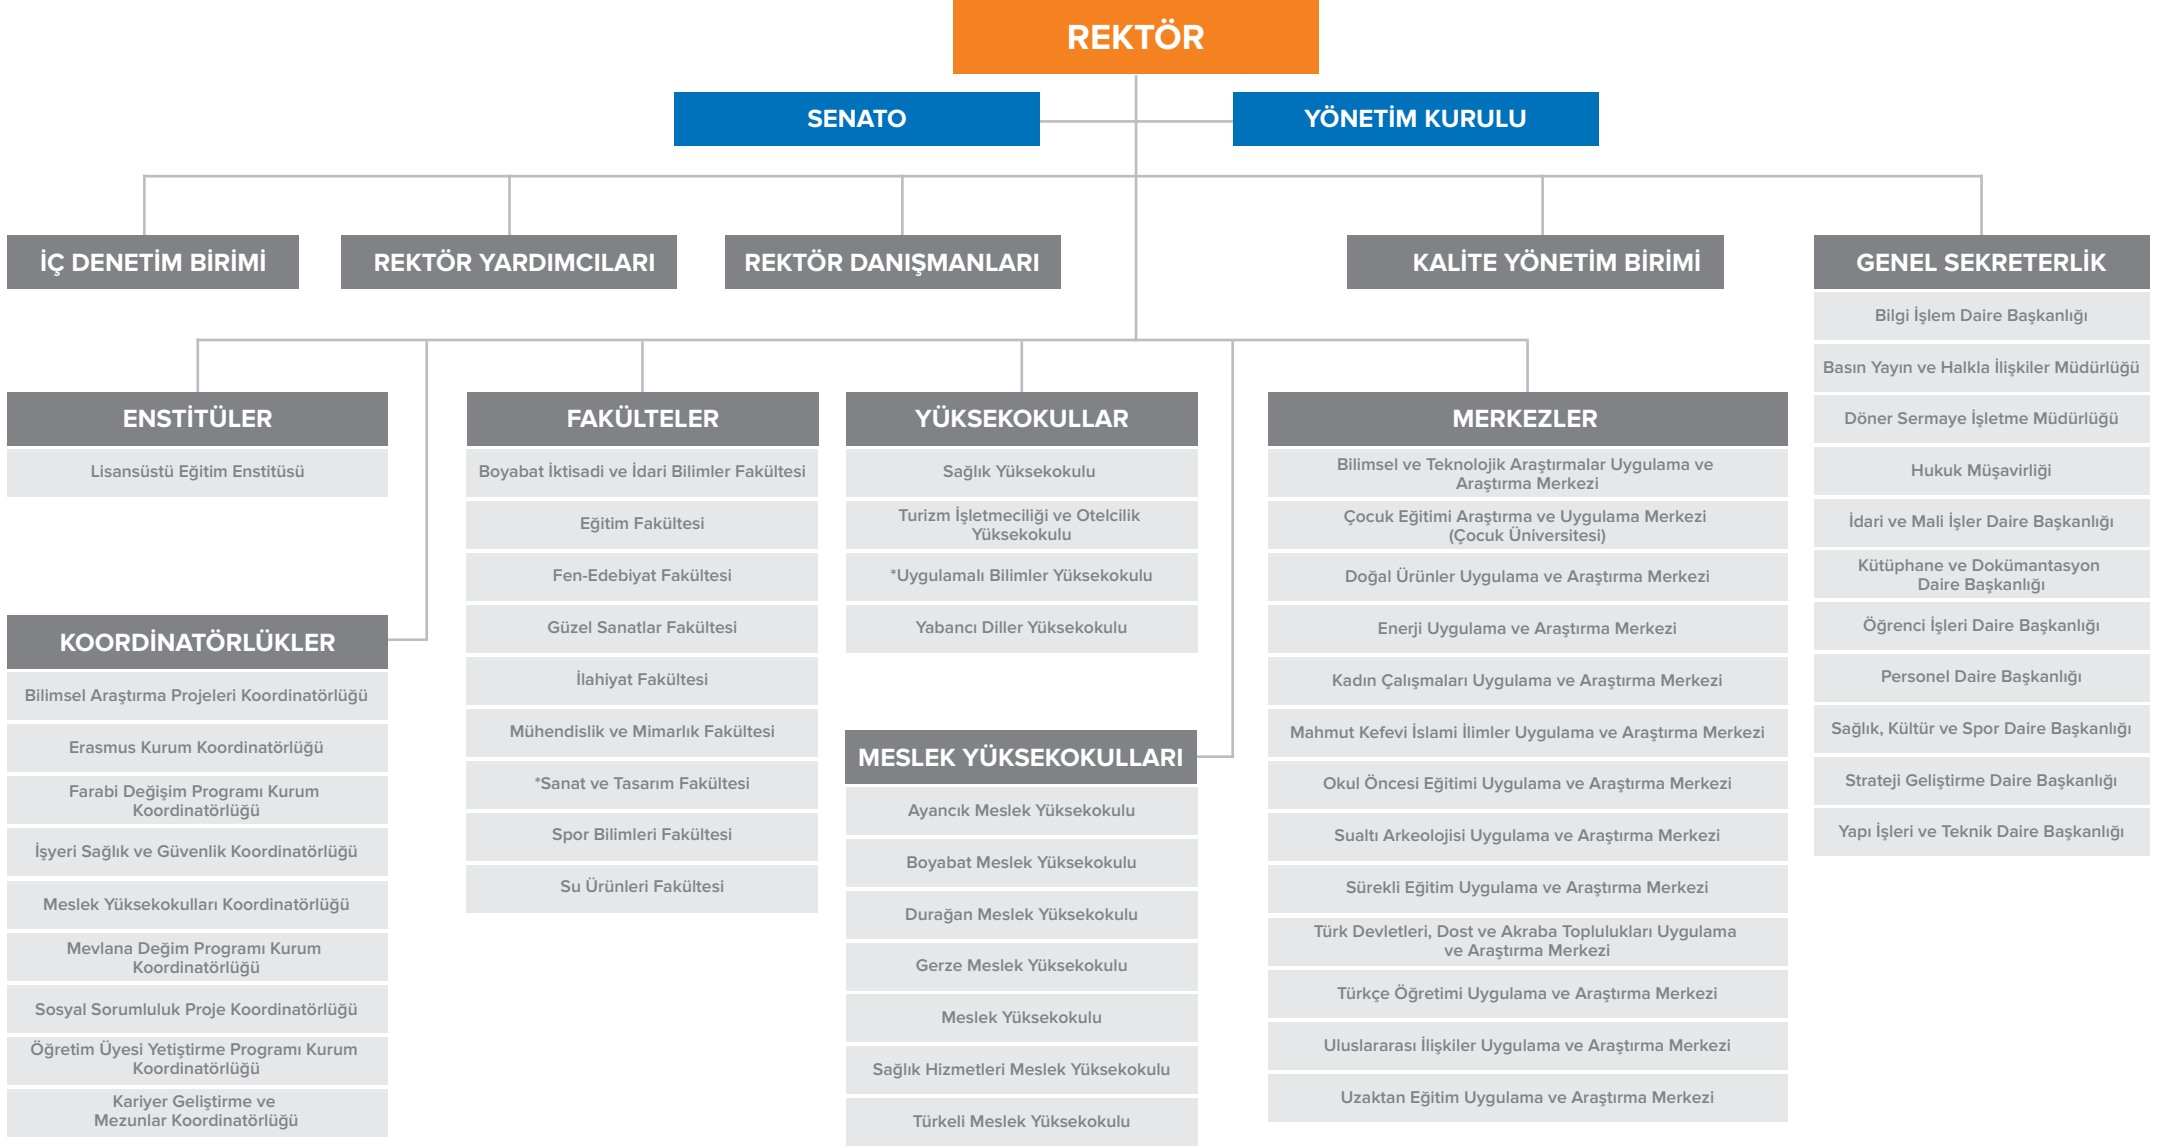 REKTÖR
SENATO
YÖNETİM KURULU
İÇ DENETİM BİRİMİ
REKTÖR YARDIMCILARI
REKTÖR DANIŞMANLARI
KALİTE YÖNETİM BİRİMİ
GENEL SEKRETERLİK
Bilgi İşlem Daire Başkanlığı
Basın Yayın ve Halkla İlişkiler Müdürlüğü
Döner Sermaye İşletme Müdürlüğü
Hukuk Müşavirliği
İdari ve Mali İşler Daire Başkanlığı
Kütüphane ve Dokümantasyon
Daire Başkanlığı
Öğrenci İşleri Daire Başkanlığı
Personel Daire Başkanlığı
Sağlık, Kültür ve Spor Daire Başkanlığı
Strateji Geliştirme Daire Başkanlığı
Yapı İşleri ve Teknik Daire Başkanlığı
ENSTİTÜLER
Lisansüstü Eğitim Enstitüsü
KOORDİNATÖRLÜKLER
Bilimsel Araştırma Projeleri Koordinatörlüğü
Erasmus Kurum Koordinatörlüğü
Farabi Değişim Programı Kurum
Koordinatörlüğü
İşyeri Sağlık ve Güvenlik Koordinatörlüğü
Meslek Yüksekokulları Koordinatörlüğü
Mevlana Değim Programı Kurum
Koordinatörlüğü
Sosyal Sorumluluk Proje Koordinatörlüğü
Öğretim Üyesi Yetiştirme Programı Kurum
Koordinatörlüğü
Kariyer Geliştirme ve
Mezunlar Koordinatörlüğü
FAKÜLTELER
Boyabat İktisadi ve İdari Bilimler Fakültesi
Eğitim Fakültesi
Fen-Edebiyat Fakültesi
Güzel Sanatlar Fakültesi
İlahiyat Fakültesi
Mühendislik ve Mimarlık Fakültesi
*Sanat ve Tasarım Fakültesi
Spor Bilimleri Fakültesi
Su Ürünleri Fakültesi
YÜKSEKOKULLAR
Sağlık Yüksekokulu
Turizm İşletmeciliği ve Otelcilik
Yüksekokulu
*Uygulamalı Bilimler Yüksekokulu
Yabancı Diller Yüksekokulu
MESLEK YÜKSEKOKULLARI
Ayancık Meslek Yüksekokulu
Boyabat Meslek Yüksekokulu
Durağan Meslek Yüksekokulu
Gerze Meslek Yüksekokulu
Meslek Yüksekokulu
Sağlık Hizmetleri Meslek Yüksekokulu
Türkeli Meslek Yüksekokulu
MERKEZLER
Bilimsel ve Teknolojik Araştırmalar Uygulama ve
Araştırma Merkezi
Çocuk Eğitimi Araştırma ve Uygulama Merkezi
(Çocuk Üniversitesi)
Doğal Ürünler Uygulama ve Araştırma Merkezi
Enerji Uygulama ve Araştırma Merkezi
Kadın Çalışmaları Uygulama ve Araştırma Merkezi
Mahmut Kefevi İslami İlimler Uygulama ve Araştırma Merkezi
Okul Öncesi Eğitimi Uygulama ve Araştırma Merkezi
Sualtı Arkeolojisi Uygulama ve Araştırma Merkezi
Sürekli Eğitim Uygulama ve Araştırma Merkezi
Türk Devletleri, Dost ve Akraba Toplulukları Uygulama
ve Araştırma Merkezi
Türkçe Öğretimi Uygulama ve Araştırma Merkezi
Uluslararası İlişkiler Uygulama ve Araştırma Merkezi
Uzaktan Eğitim Uygulama ve Araştırma Merkezi